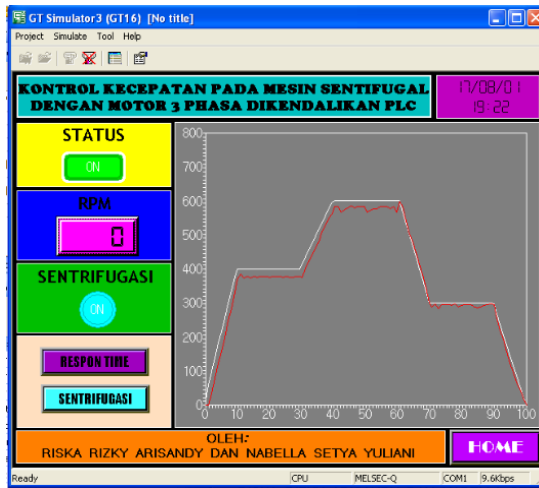 GT Simulator3 (GT16) [No title]
Project Simulate Tool Help
KONTROL KECEPATAN PADA MESIN SENTIFUGAL
DENGAN MOTOR 3 PHASA DIKENDALIKAN PLC
17/08/01
19:22
STATUS
ON
RPM
0
SENTRIFUGASI
ON
RESPON TIME
SENTRIFUGASI
800
700
600
500
400
300
200
100
0
0 10 20 30 40 50 60 70 80 90 100
OLEH:
RISKA RIZKY ARISANDY DAN NABELLA SETYA YULIANI
HOME
Ready CPU MELSEC-Q COM1 9.6Kbps